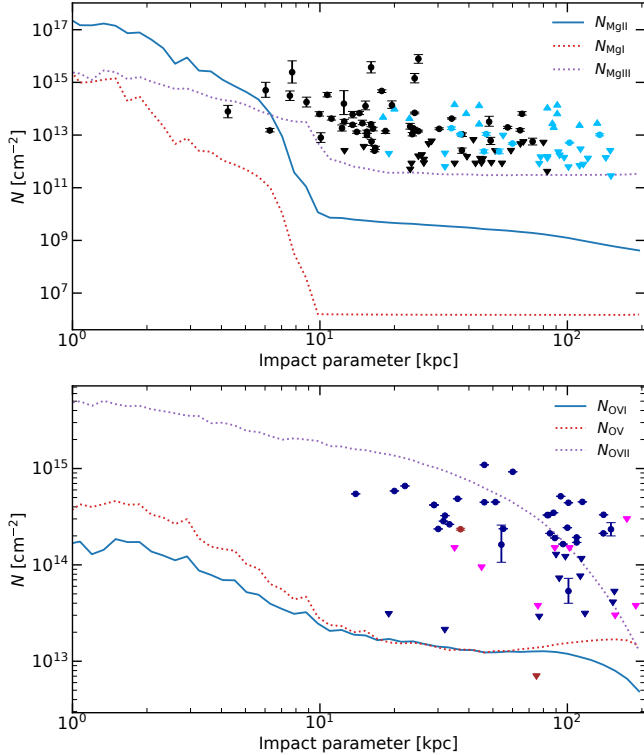 10^17
10^15
10^13
10^11
10^9
10^7
N [cm^−2]
N_MgII
N_MgI
N_MgIII
10^0
10^1
10^2
Impact parameter [kpc]
10^15
10^14
10^13
N [cm^−2]
N_OVI
N_OV
N_OVII
10^0
10^1
10^2
Impact parameter [kpc]